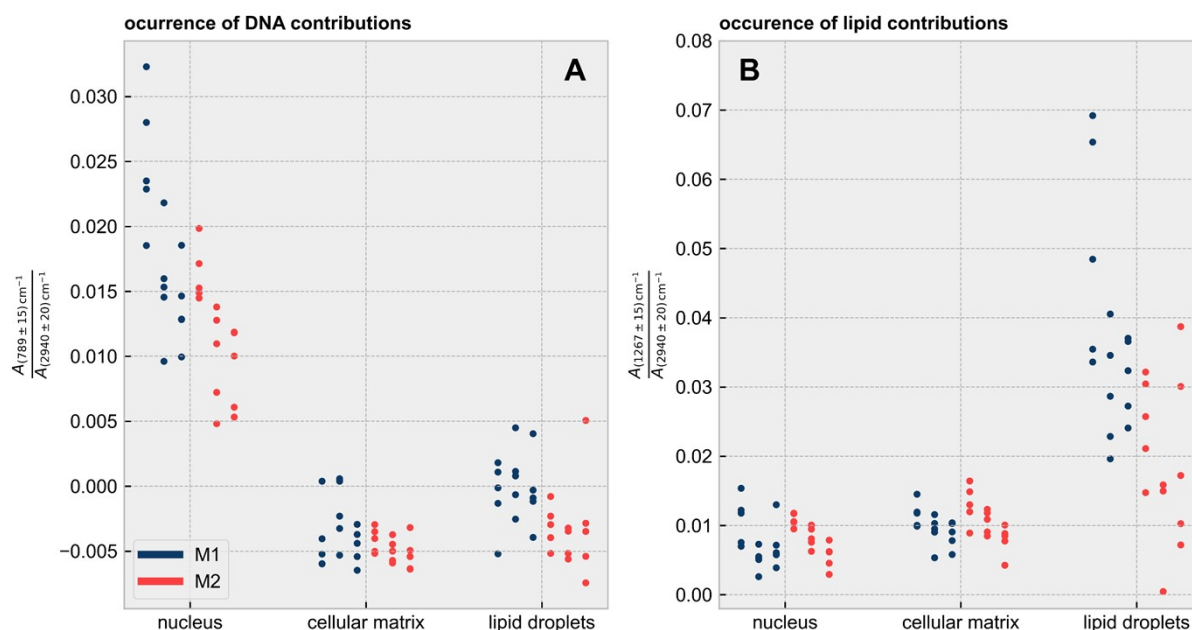 ocurrence of DNA contributions
A
0.030
0.025
0.020
0.015
0.010
0.005
0.000
−0.005
A(789 ± 15) cm−1
A(2940 ± 20) cm−1
M1
M2
nucleus
cellular matrix
lipid droplets
occurence of lipid contributions
B
0.08
0.07
0.06
0.05
0.04
0.03
0.02
0.01
0.00
A(1267 ± 15) cm−1
A(2940 ± 20) cm−1
nucleus
cellular matrix
lipid droplets